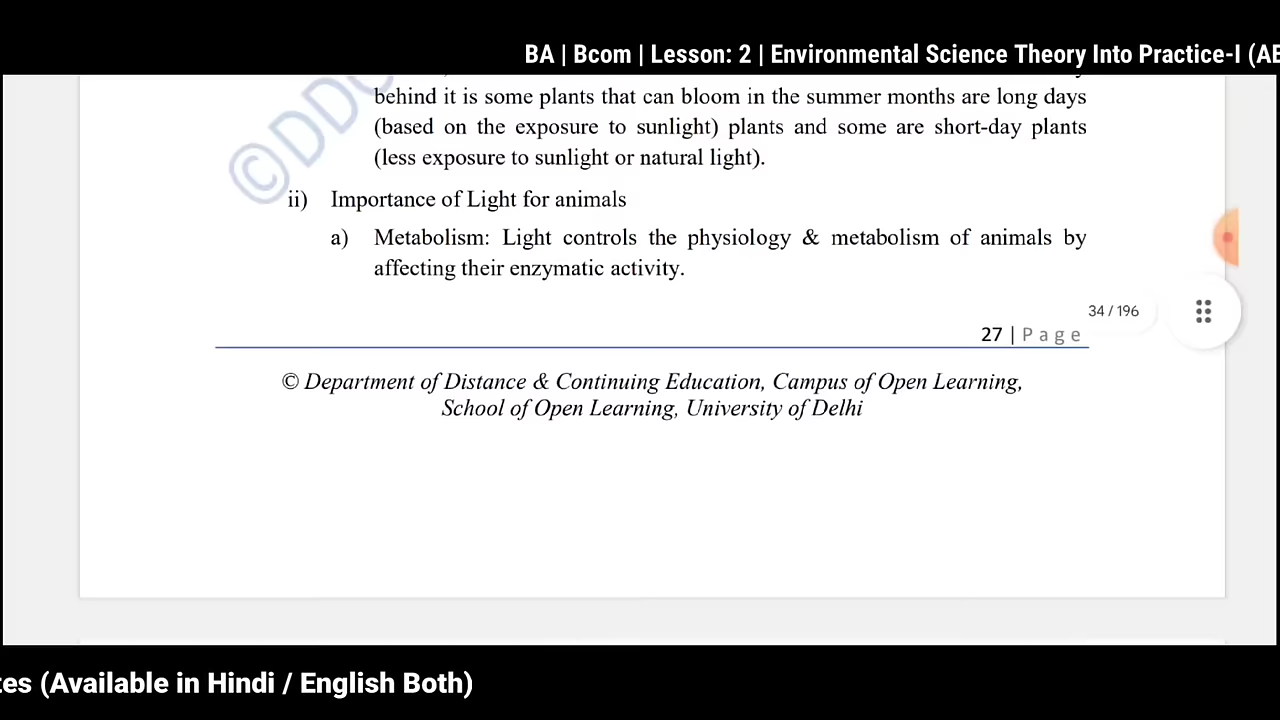 BA | Bcom | Lesson: 2 | Environmental Science Theory Into Practice-I (AE
behind it is some plants that can bloom in the summer months are long days
(based on the exposure to sunlight) plants and some are short-day plants
(less exposure to sunlight or natural light).
©DDC
ii) Importance of Light for animals
a) Metabolism: Light controls the physiology & metabolism of animals by
affecting their enzymatic activity.
34 / 196
27 | Page
© Department of Distance & Continuing Education, Campus of Open Learning,
School of Open Learning, University of Delhi
tes (Available in Hindi / English Both)